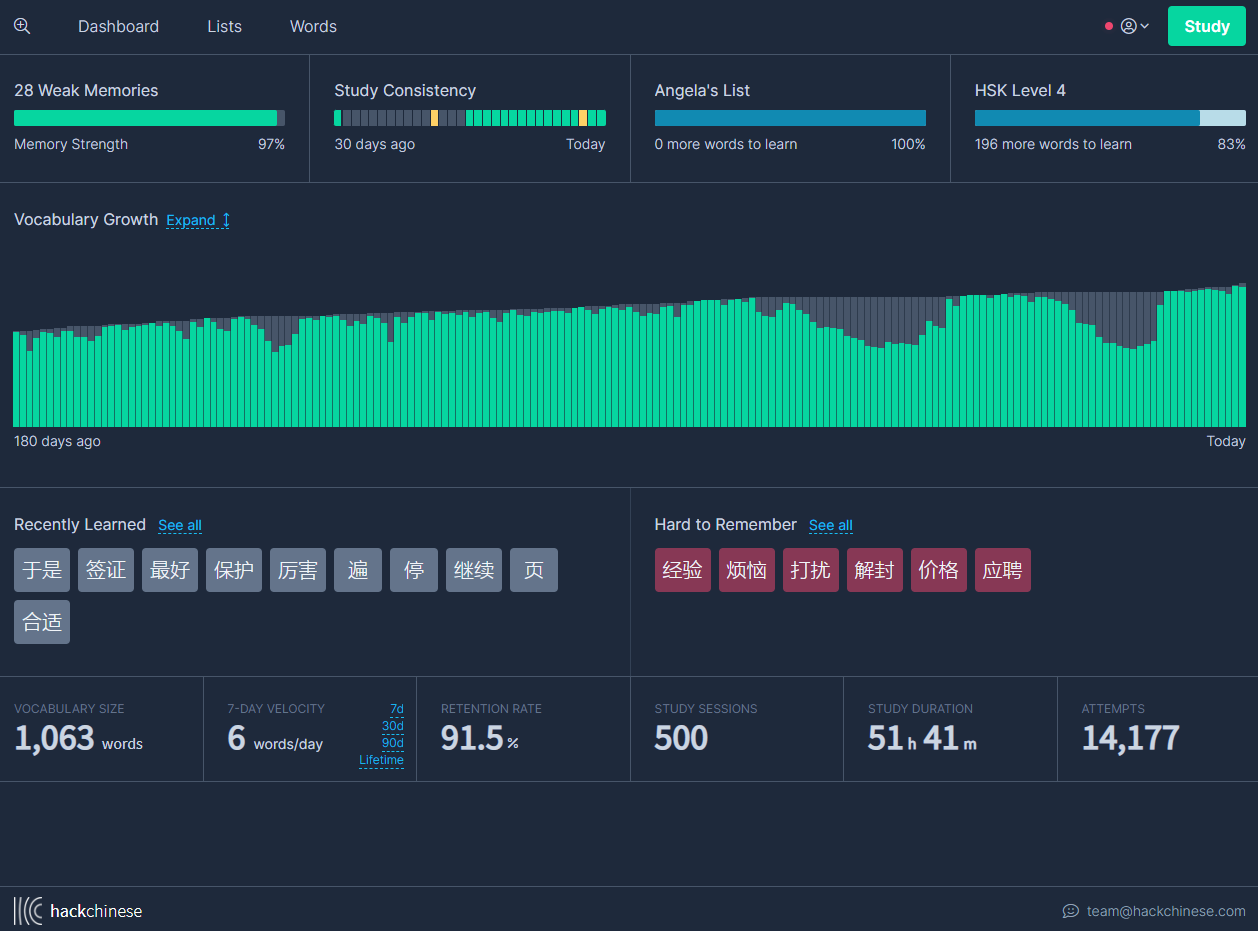 Dashboard Lists Words Study
28 Weak Memories
Memory Strength 97%
Study Consistency
30 days ago Today
Angela's List
0 more words to learn 100%
HSK Level 4
196 more words to learn 83%
Vocabulary Growth Expand
180 days ago Today
Recently Learned See all
于是 签证 最好 保护 厉害 遍 停 继续 页
合适
Hard to Remember See all
经验 烦恼 打扰 解封 价格 应聘
VOCABULARY SIZE
1,063 words
7-DAY VELOCITY
6 words/day
7d
30d
90d
Lifetime
RETENTION RATE
91.5 %
STUDY SESSIONS
500
STUDY DURATION
51 h 41 m
ATTEMPTS
14,177
hackchinese
team@hackchinese.com